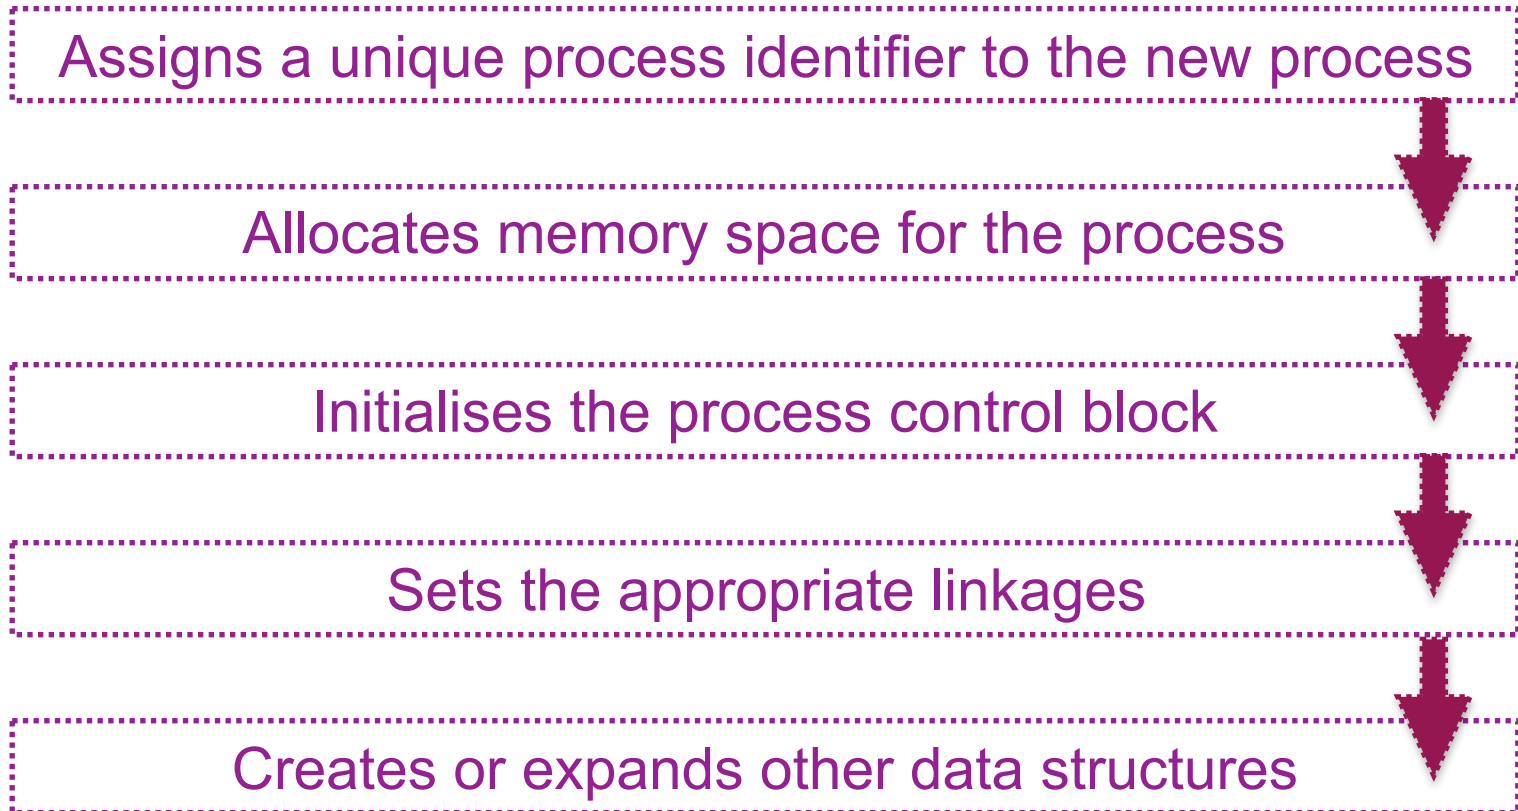 Assigns a unique process identifier to the new process
Allocates memory space for the process
Initialises the process control block
Sets the appropriate linkages
Creates or expands other data structures